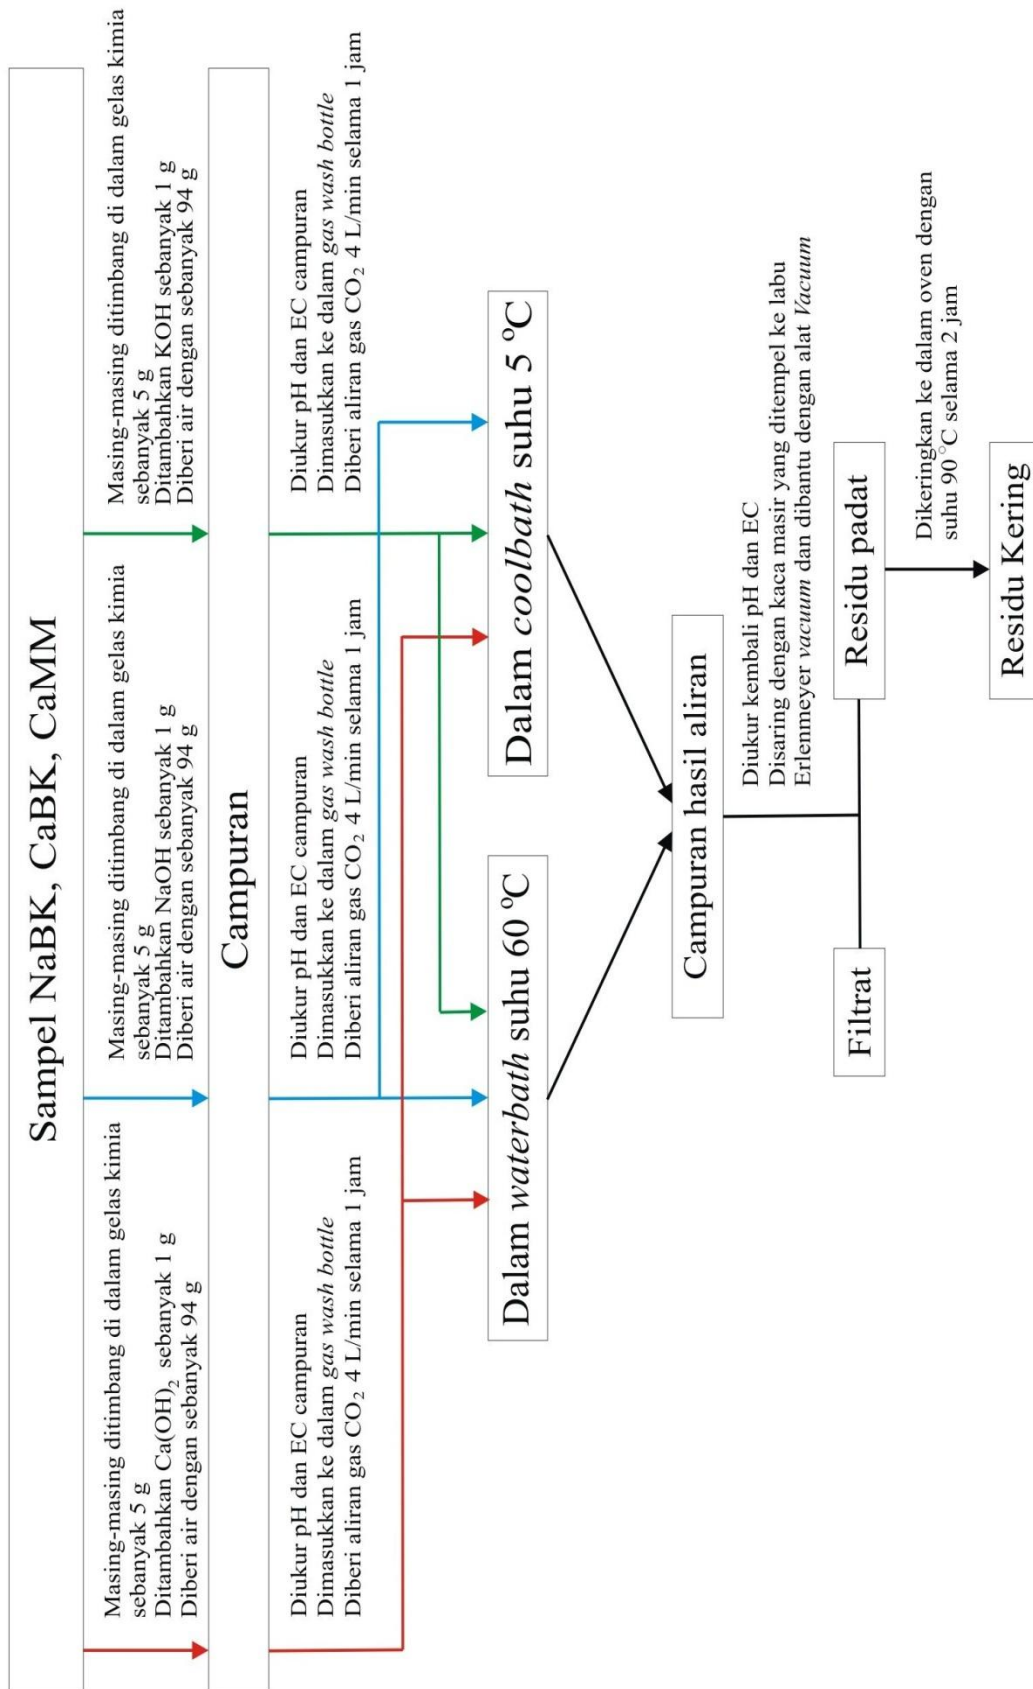 Sampel NaBK, CaBK, CaMM
Masing-masing ditimbang di dalam gelas kimia
sebanyak 5 g
Ditambahkan Ca(OH)₂ sebanyak 1 g
Diberi air dengan sebanyak 94 g
Masing-masing ditimbang di dalam gelas kimia
sebanyak 5 g
Ditambahkan NaOH sebanyak 1 g
Diberi air dengan sebanyak 94 g
Masing-masing ditimbang di dalam gelas kimia
sebanyak 5 g
Ditambahkan KOH sebanyak 1 g
Diberi air dengan sebanyak 94 g
Campuran
Diukur pH dan EC campuran
Dimasukkan ke dalam gas wash bottle
Diberi aliran gas CO₂ 4 L/min selama 1 jam
Diukur pH dan EC campuran
Dimasukkan ke dalam gas wash bottle
Diberi aliran gas CO₂ 4 L/min selama 1 jam
Diukur pH dan EC campuran
Dimasukkan ke dalam gas wash bottle
Diberi aliran gas CO₂ 4 L/min selama 1 jam
Dalam waterbath suhu 60 °C
Dalam coolbath suhu 5 °C
Campuran hasil aliran
Diukur kembali pH dan EC
Disaring dengan kaca masir yang ditempel ke labu
Erlenmeyer vacuum dan dibantu dengan alat Vacuum
Filtrat
Residu padat
Dikeringkan ke dalam oven dengan
suhu 90 °C selama 2 jam
Residu Kering